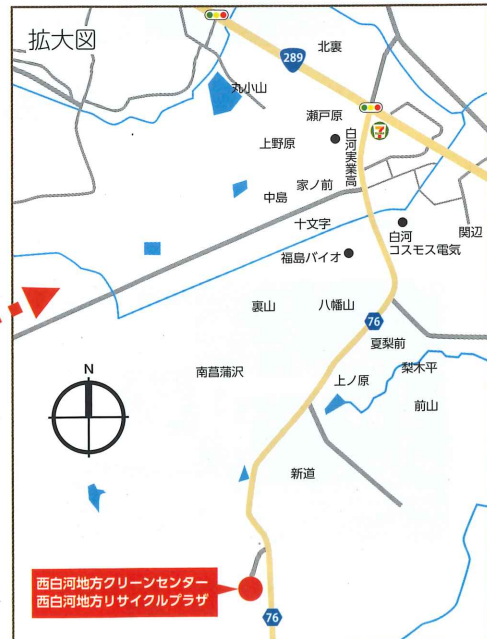 拡大図
北裏
289
丸小山
瀬戸原
上野原
白河実業高
家ノ前
中島
十文字
関辺
白河
コスモス電気
福島バイオ
裏山
八幡山
76
夏梨前
南菖蒲沢
梨木平
上ノ原
前山
N
新道
西白河地方クリーンセンター
西白河地方リサイクルプラザ
76